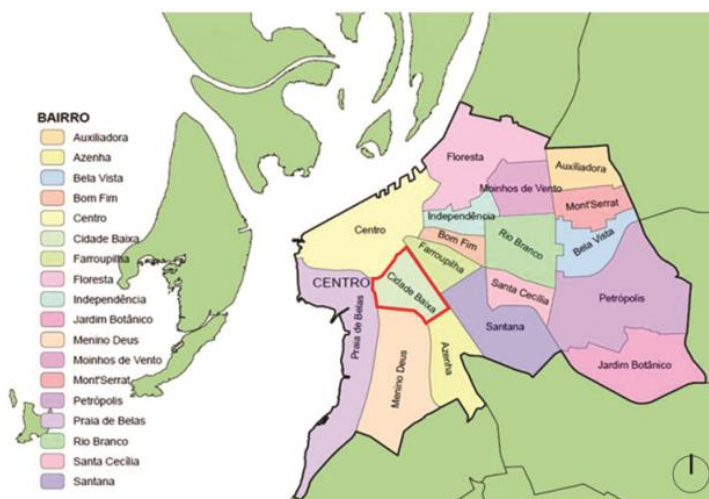 BAIRRO
Auxiliadora
Azenha
Bela Vista
Bom Fim
Centro
Cidade Baixa
Farroupilha
Floresta
Independência
Jardim Botânico
Menino Deus
Moinhos de Vento
Mont'Serrat
Petrópolis
Praia de Belas
Rio Branco
Santa Cecília
Santana
Floresta
Auxiliadora
Moinhos de Vento
Mont'Serrat
Independência
Centro
Bom Fim
Rio Branco
Bela Vista
Farroupilha
CENTRO
Cidade Baixa
Santa Cecília
Petrópolis
Praia de Belas
Santana
Menino Deus
Azenha
Jardim Botânico